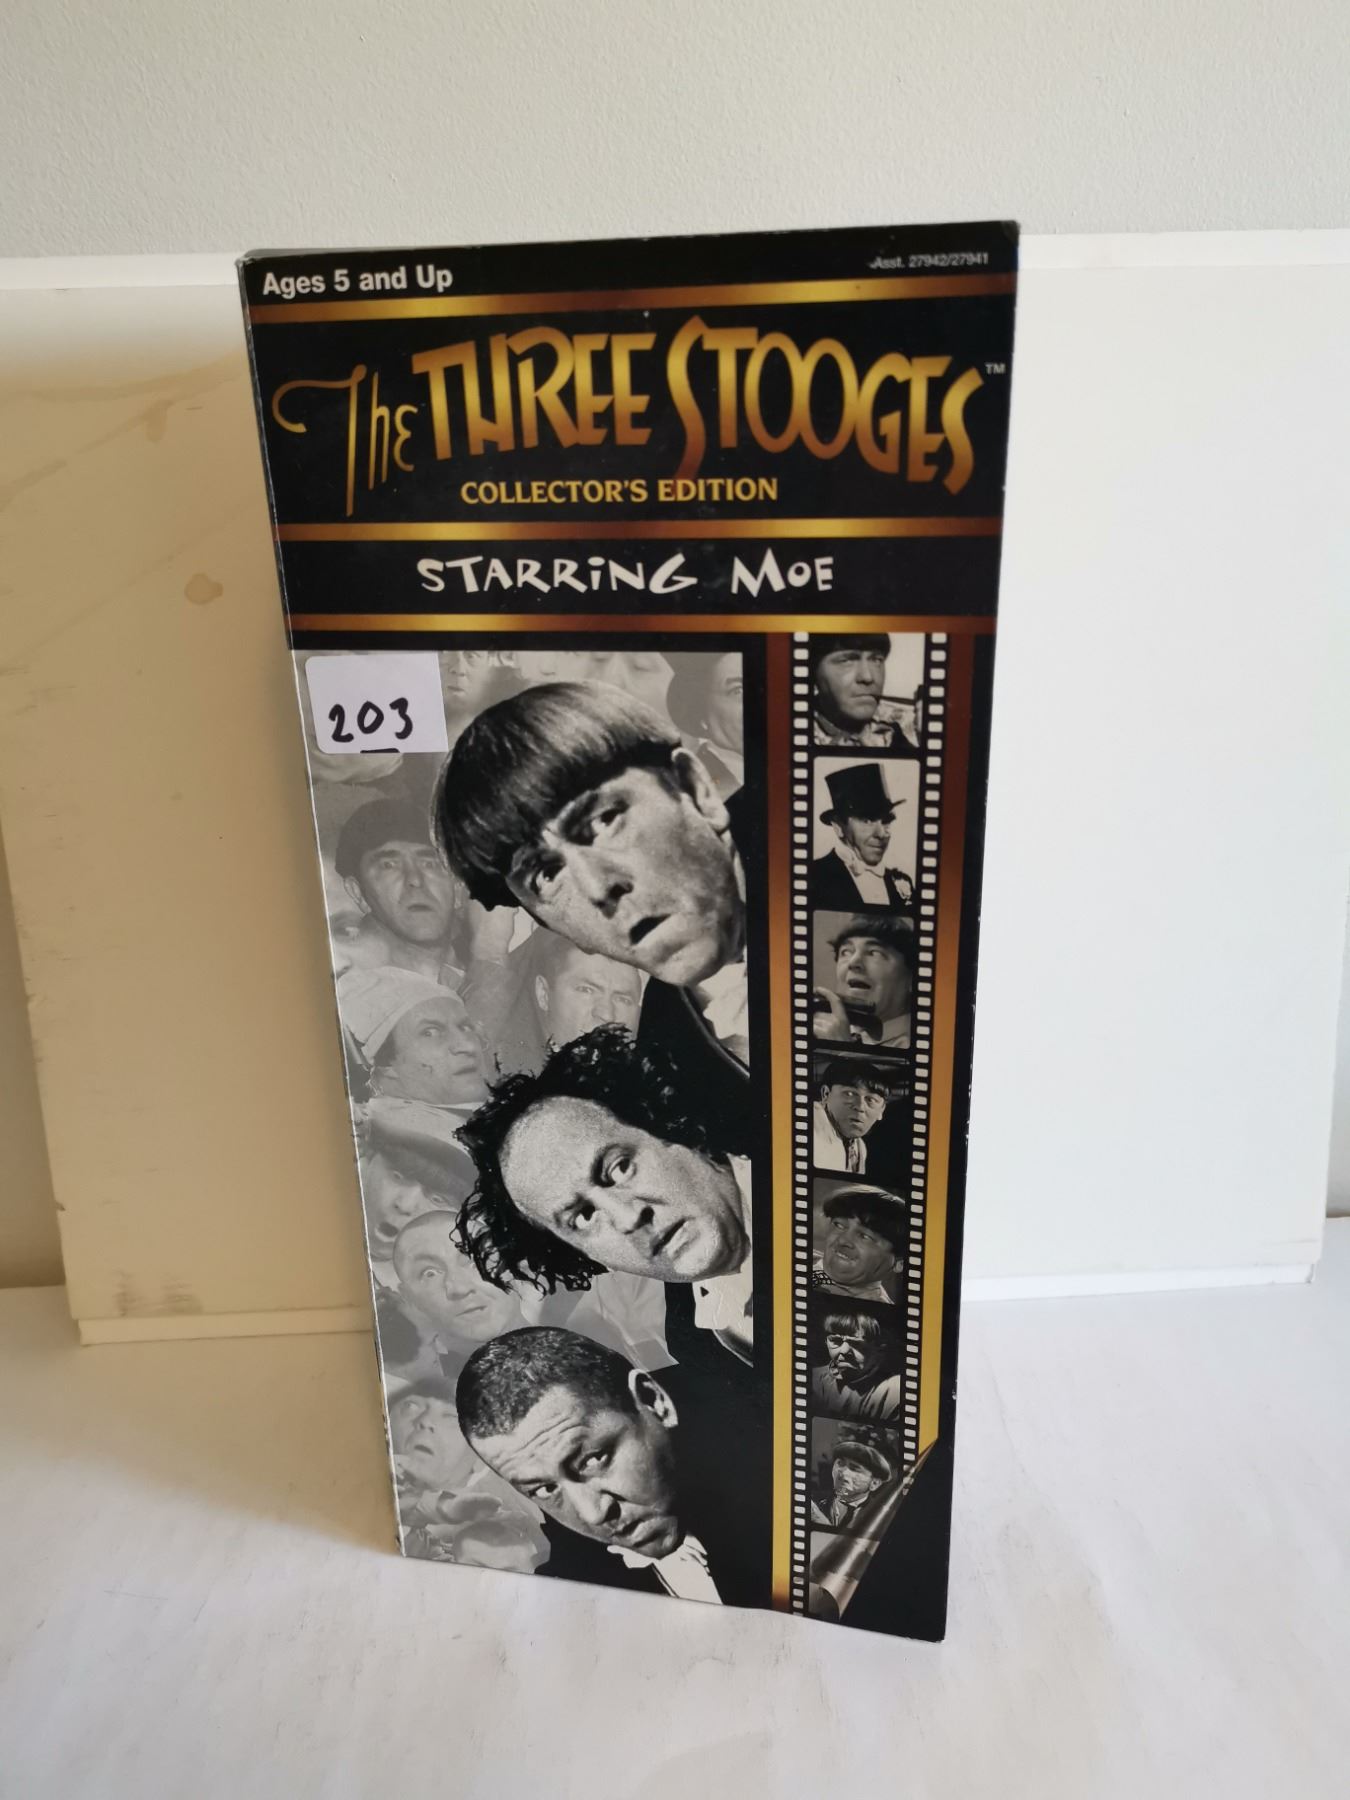 Ages 5 and Up
Asst. 27942/27941
The THREE STOOGES™
COLLECTOR'S EDITION
STARRiNG MOE
203